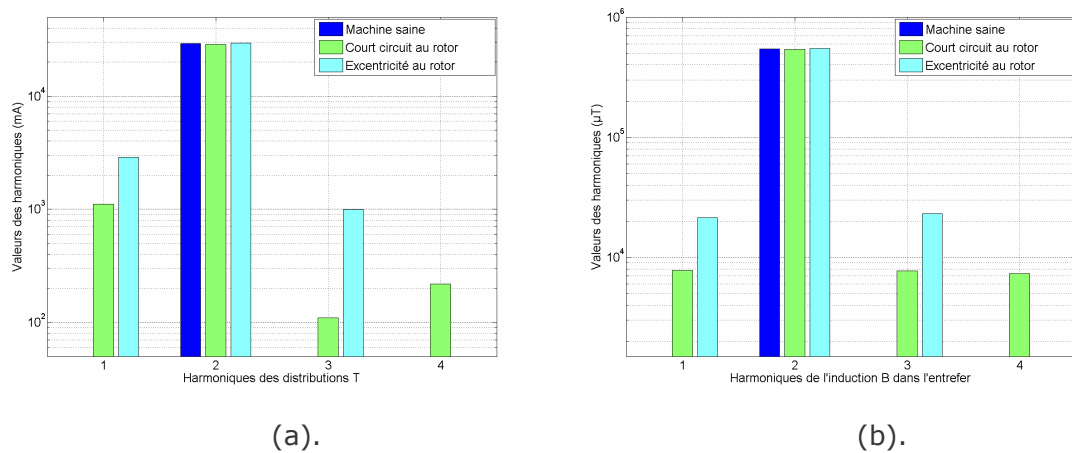 Machine saine
Court circuit au rotor
Excentricité au rotor
Valeurs des harmoniques (mA)
10^4
10^3
10^2
1 2 3 4
Harmoniques des distributions T
(a).
Machine saine
Court circuit au rotor
Excentricité au rotor
Valeurs des harmoniques (µT)
10^6
10^5
10^4
1 2 3 4
Harmoniques de l'induction B dans l'entrefer
(b).